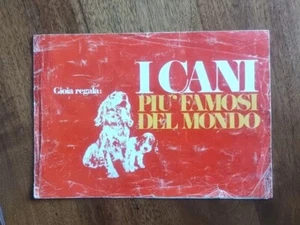 Gioia regala:
I CANI
PIU' FAMOSI
DEL MONDO